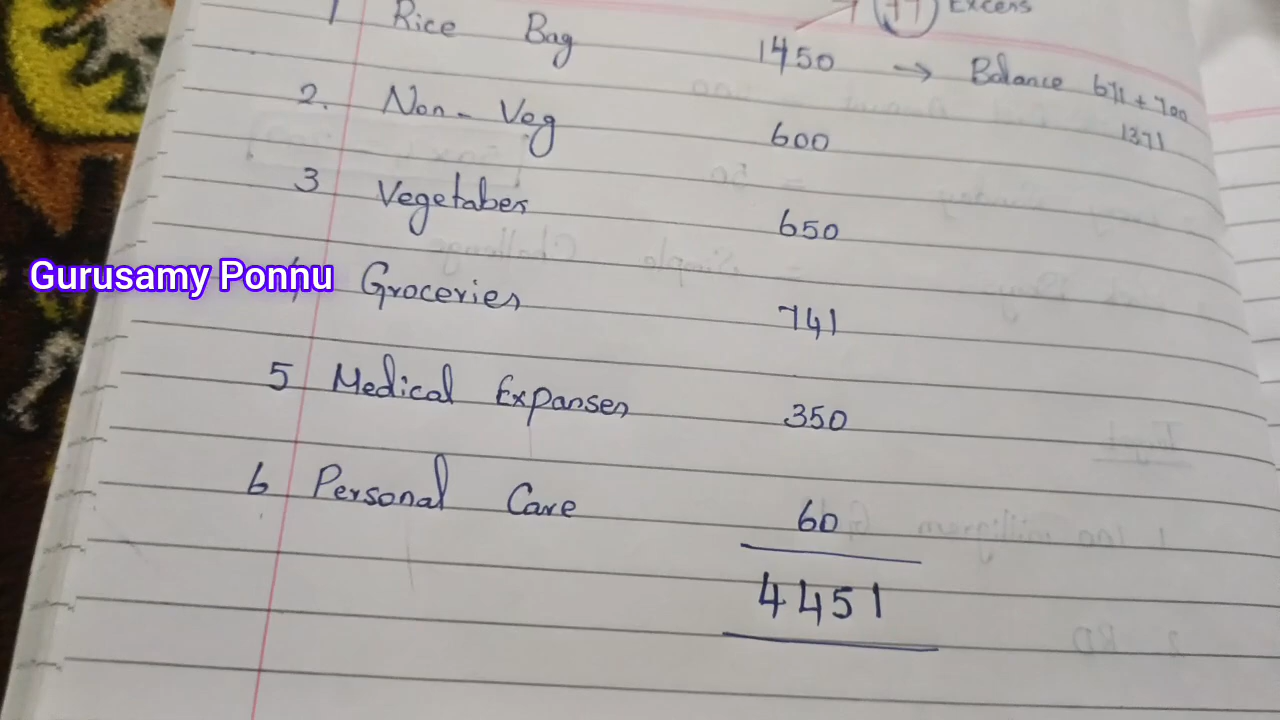 Excess
1 Rice Bag 1450 → Balance 671 + 700
1371
2. Non - Veg 600
3 Vegetabes 650
Gurusamy Ponnu
Groceries 741
5 Medical Expanses 350
6 Personal Care 60
4451